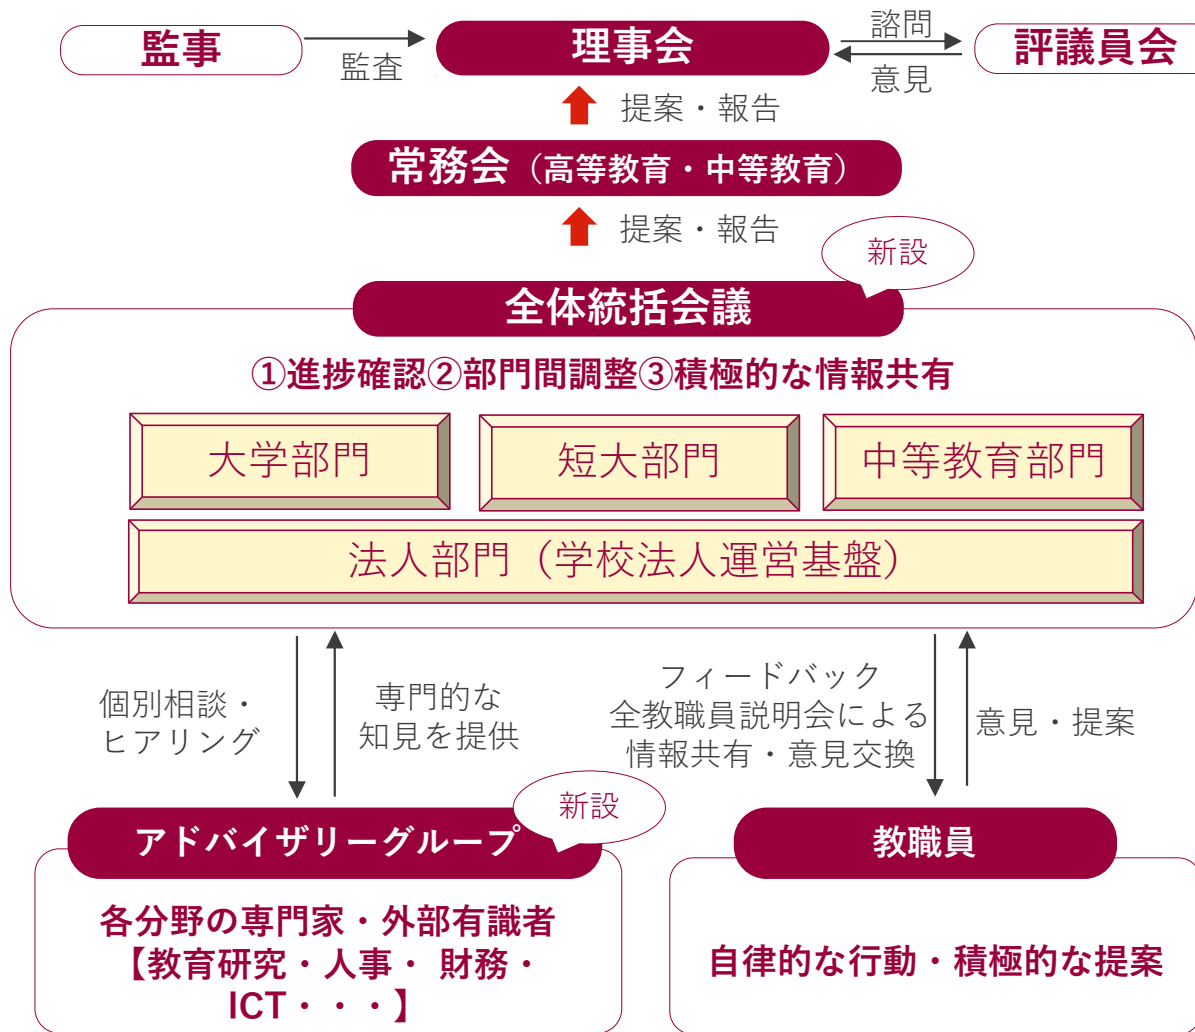 監事
監査
理事会
諮問
意見
評議員会
提案・報告
常務会（高等教育・中等教育）
提案・報告
新設
全体統括会議
①進捗確認②部門間調整③積極的な情報共有
大学部門
短大部門
中等教育部門
法人部門（学校法人運営基盤）
個別相談・
ヒアリング
専門的な
知見を提供
フィードバック
全教職員説明会による
情報共有・意見交換
意見・提案
新設
アドバイザリーグループ
各分野の専門家・外部有識者
【教育研究・人事・ 財務・
ICT・・・】
教職員
自律的な行動・積極的な提案